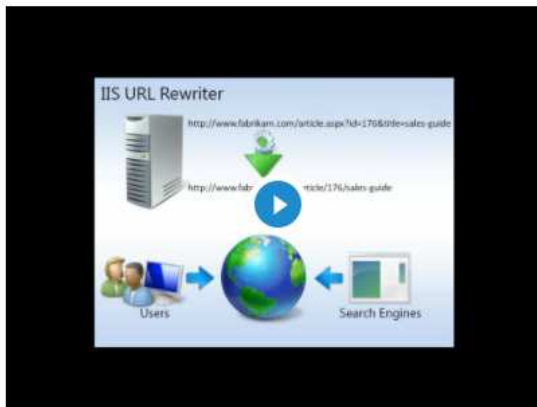 IIS URL Rewriter
http://www.fabrikam.com/article.aspx?id=176&title=sales-guide
http://www.fab rticle/176/sales-guide
Users
Search Engines